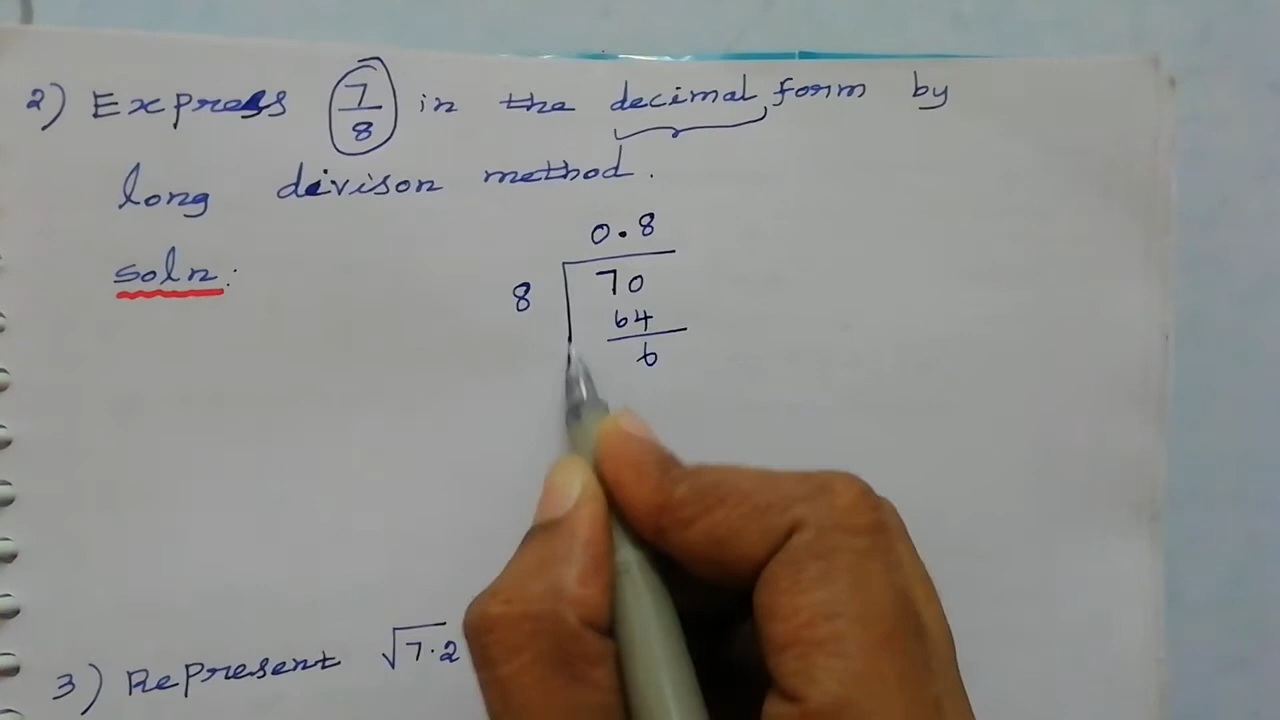 2) Express 7/8 in the decimal form by
long devison method.
soln:
0.8
8 70
64
6
3) Represent √7.2